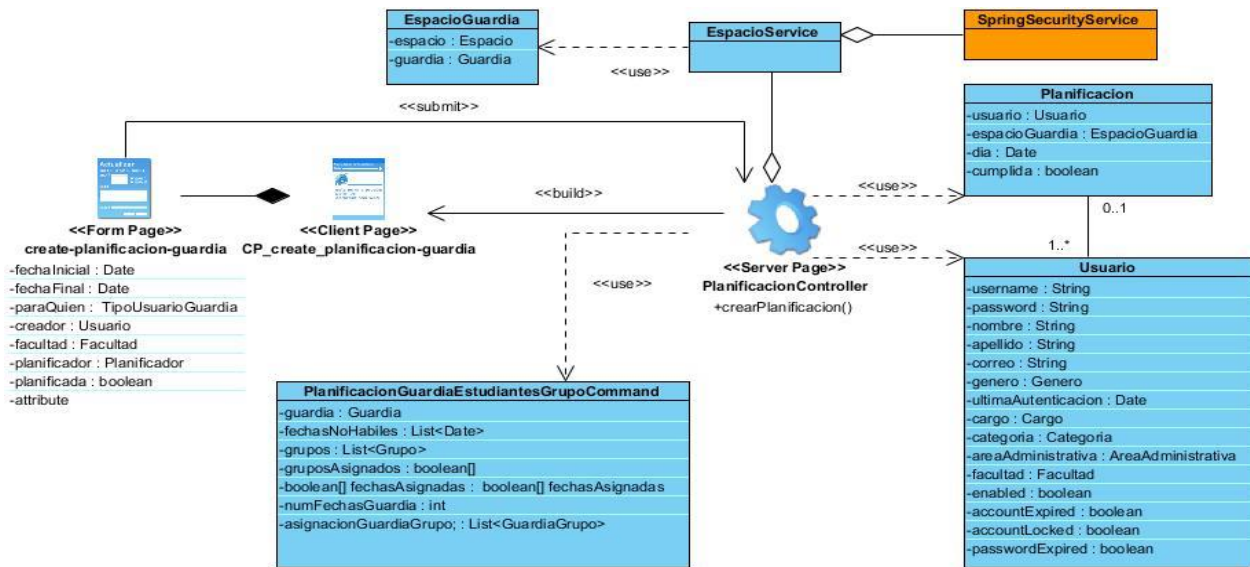 EspacioGuardia
-espacio : Espacio
-guardia : Guardia
EspacioService
SpringSecurityService
<<use>>
<<submit>>
Planificacion
-usuario : Usuario
-espacioGuardia : EspacioGuardia
-dia : Date
-cumplida : boolean
<<build>>
<<use>>
0..1
1..*
<<use>>
<<use>>
<<Form Page>>
create-planificacion-guardia
-fechaInicial : Date
-fechaFinal : Date
-paraQuien : TipoUsuarioGuardia
-creador : Usuario
-facultad : Facultad
-planificador : Planificador
-planificada : boolean
-attribute
<<Client Page>>
CP_create_planificacion-guardia
<<Server Page>>
PlanificacionController
+crearPlanificacion()
Usuario
-username : String
-password : String
-nombre : String
-apellido : String
-correo : String
-genero : Genero
-ultimaAutenticacion : Date
-cargo : Cargo
-categoria : Categoria
-areaAdministrativa : AreaAdministrativa
-facultad : Facultad
-enabled : boolean
-accountExpired : boolean
-accountLocked : boolean
-passwordExpired : boolean
PlanificacionGuardiaEstudiantesGrupoCommand
-guardia : Guardia
-fechasNoHabiles : List<Date>
-grupos : List<Grupo>
-gruposAsignados : boolean[]
-boolean[] fechasAsignadas : boolean[] fechasAsignadas
-numFechasGuardia : int
-asignacionGuardiaGrupo; : List<GuardiaGrupo>